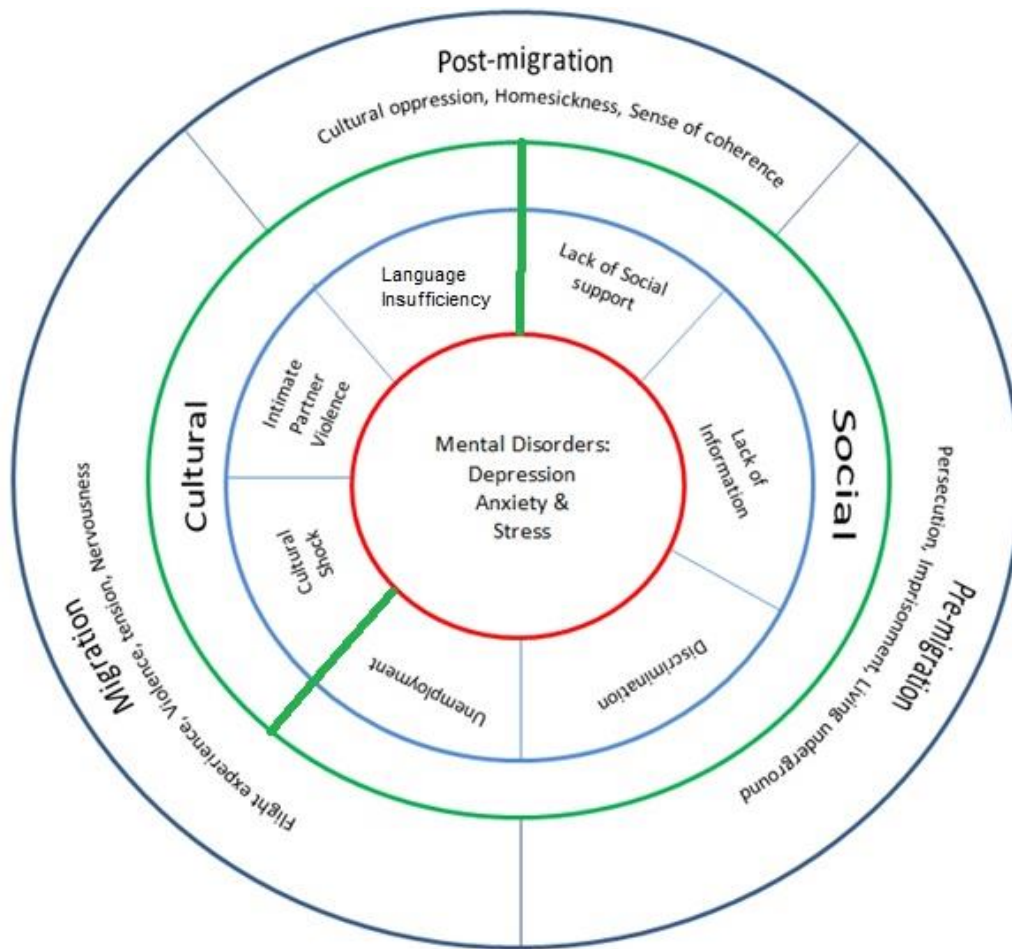 Post-migration
Cultural oppression, Homesickness, Sense of coherence
Language
Insufficiency
Lack of Social
support
Intimate
Partner
Violence
Lack of
Information
Cultural
Social
Mental Disorders:
Depression
Anxiety &
Stress
Cultural
Shock
Unemployment
Discrimination
Migration
Flight experience, Violence, tension, Nervousness
Pre-migration
Persecution, Imprisonment, Living underground